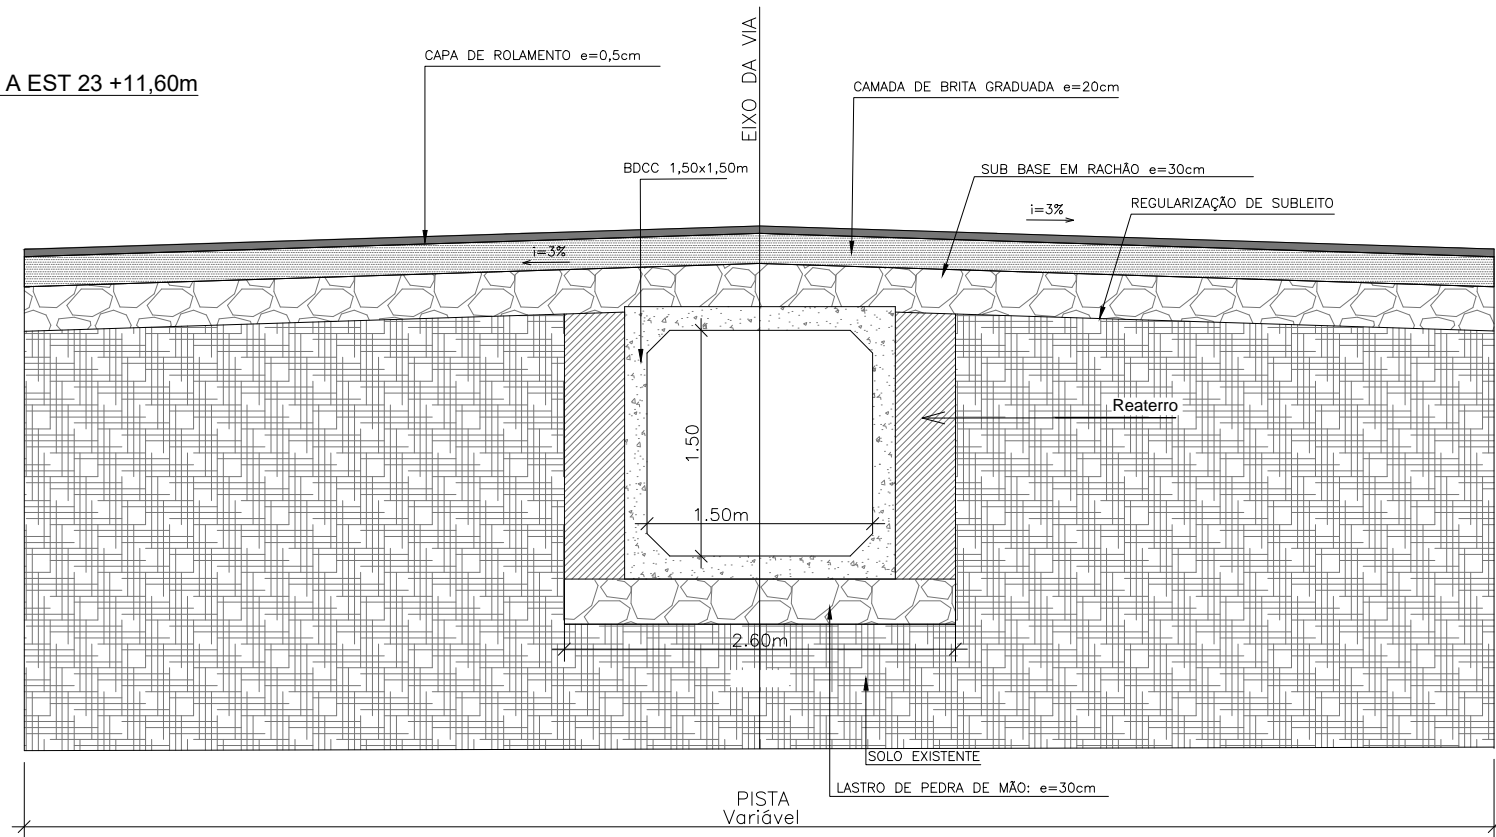 CAPA DE ROLAMENTO e=0,5cm
A EST 23 +11,60m
EIXO DA VIA
CAMADA DE BRITA GRADUADA e=20cm
BDCC 1,50x1,50m
SUB BASE EM RACHÃO e=30cm
i=3%
REGULARIZAÇÃO DE SUBLEITO
i=3%
Reaterro
1.50
1.50m
2.60m
SOLO EXISTENTE
LASTRO DE PEDRA DE MÃO: e=30cm
PISTA
Variável